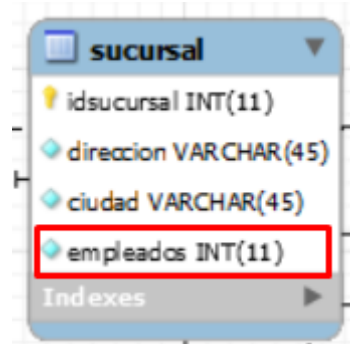 sucursal
idsucursal INT(11)
direccion VARCHAR(45)
ciudad VARCHAR(45)
empleados INT(11)
Indexes